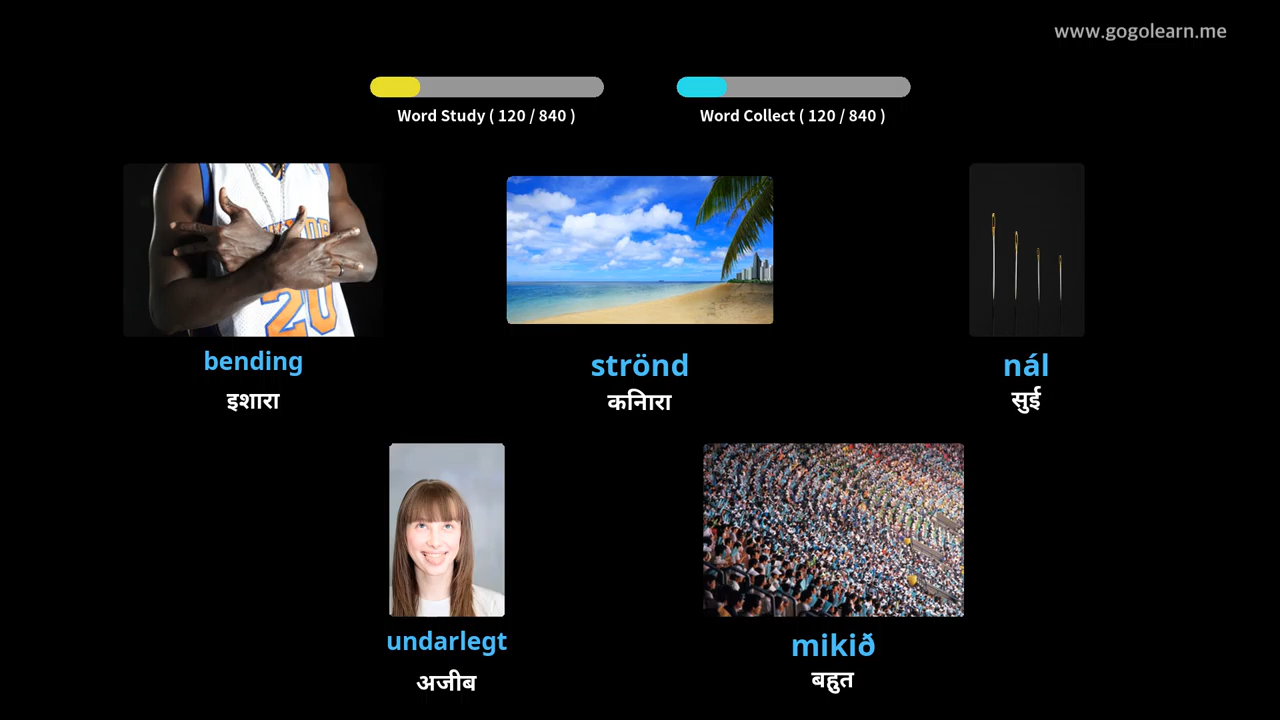 www.gogolearn.me
Word Study ( 120 / 840 )
Word Collect ( 120 / 840 )
20
bending
strönd
nál
इशारा
कनिारा
सुई
undarlegt
mikið
अजीब
बहुत